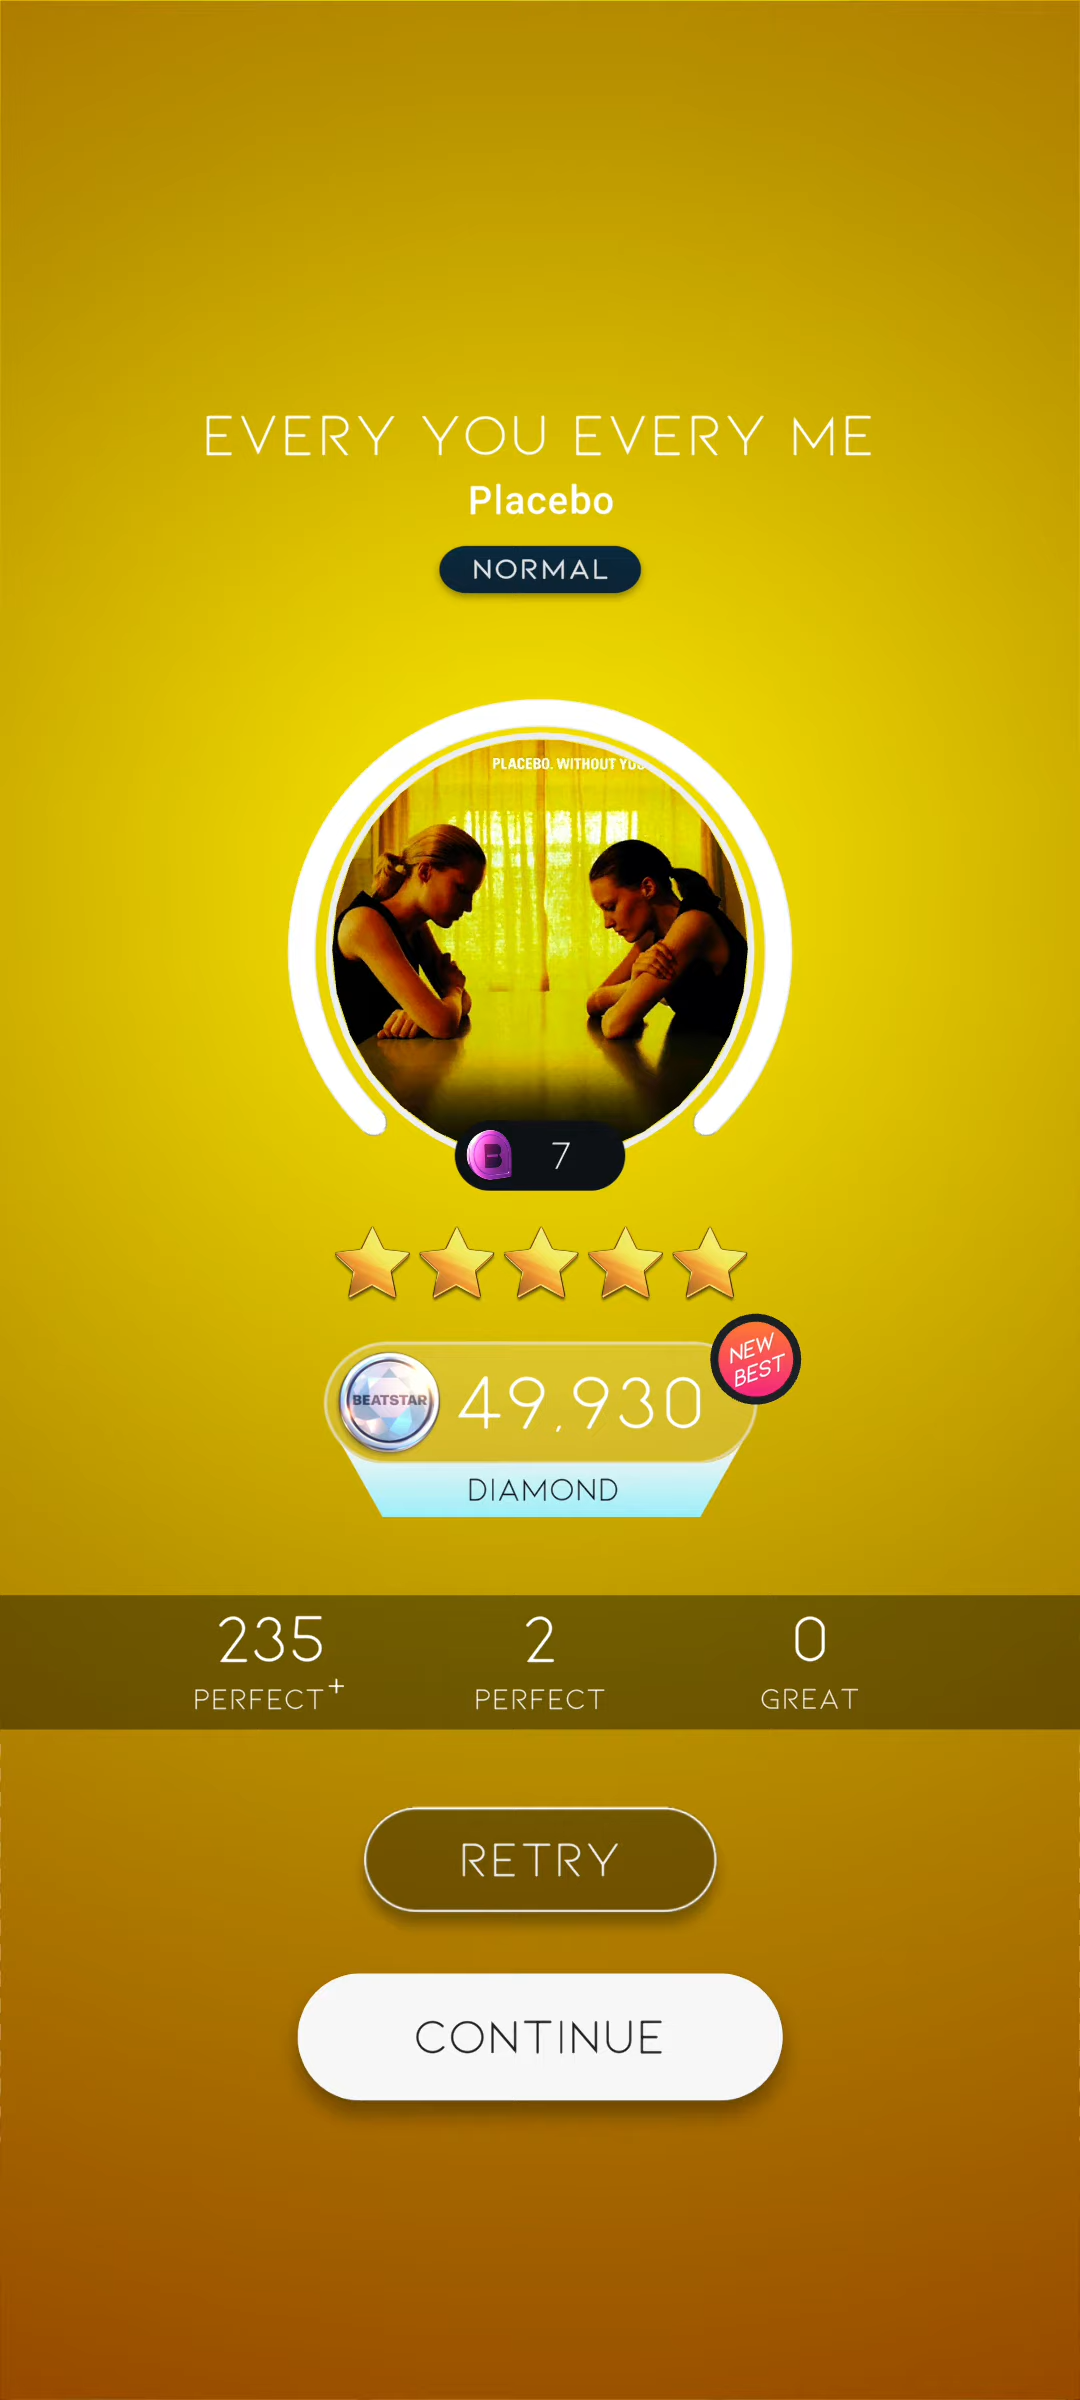 EVERY YOU EVERY ME
Placebo
NORMAL
PLACEBO. WITHOUT YOU
B 7
NEW
BEST
BEATSTAR 49,930
DIAMOND
235 2 0
PERFECT+ PERFECT GREAT
RETRY
CONTINUE